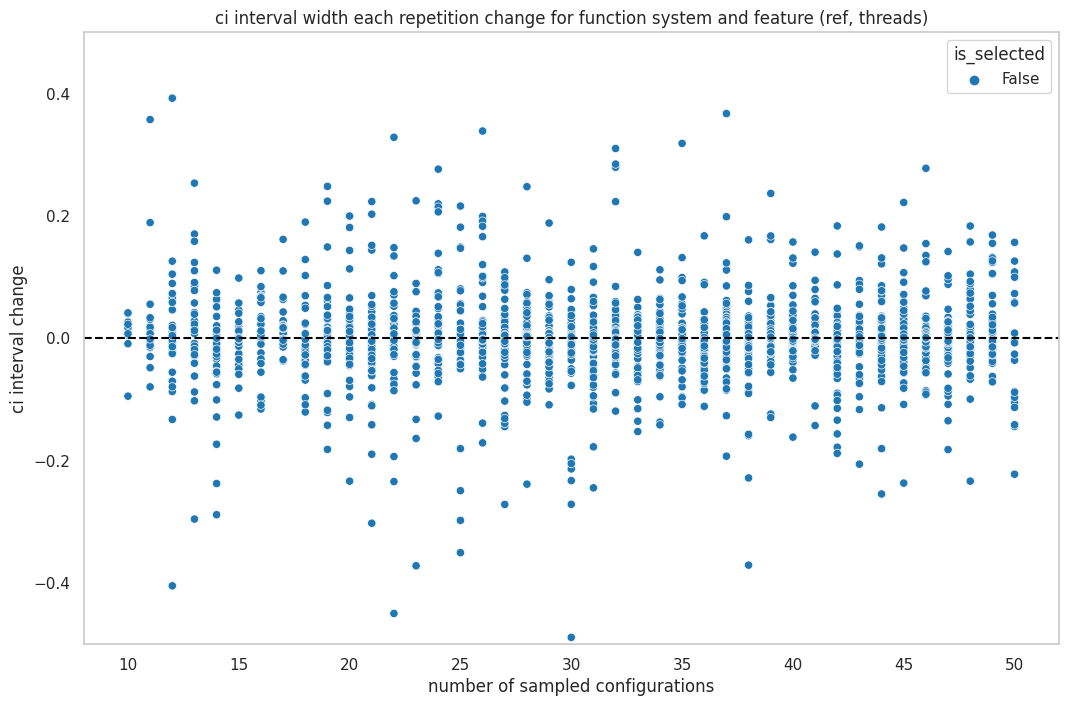 ci interval width each repetition change for function system and feature (ref, threads)
is_selected
False
0.4
0.2
0.0
−0.2
−0.4
ci interval change
10 15 20 25 30 35 40 45 50
number of sampled configurations